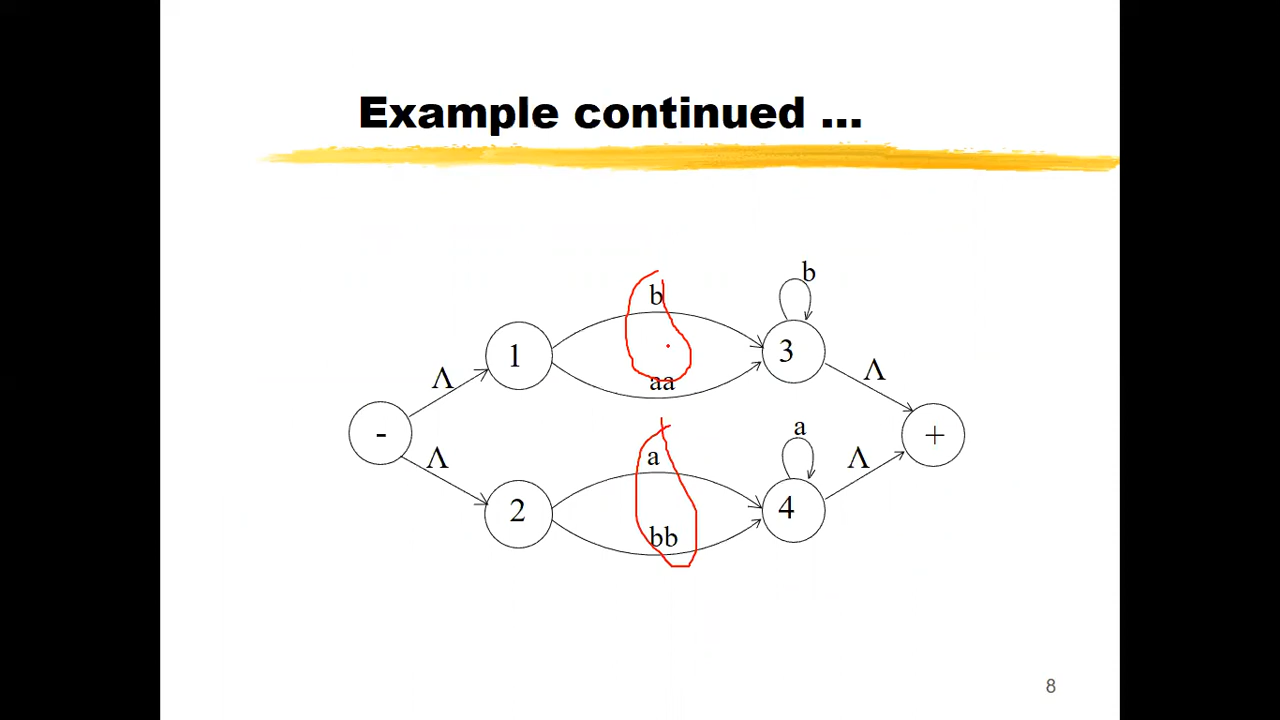 Example continued ...
b
b
1
3
Λ
aa
Λ
-
+
a
Λ
a
Λ
2
4
bb
8